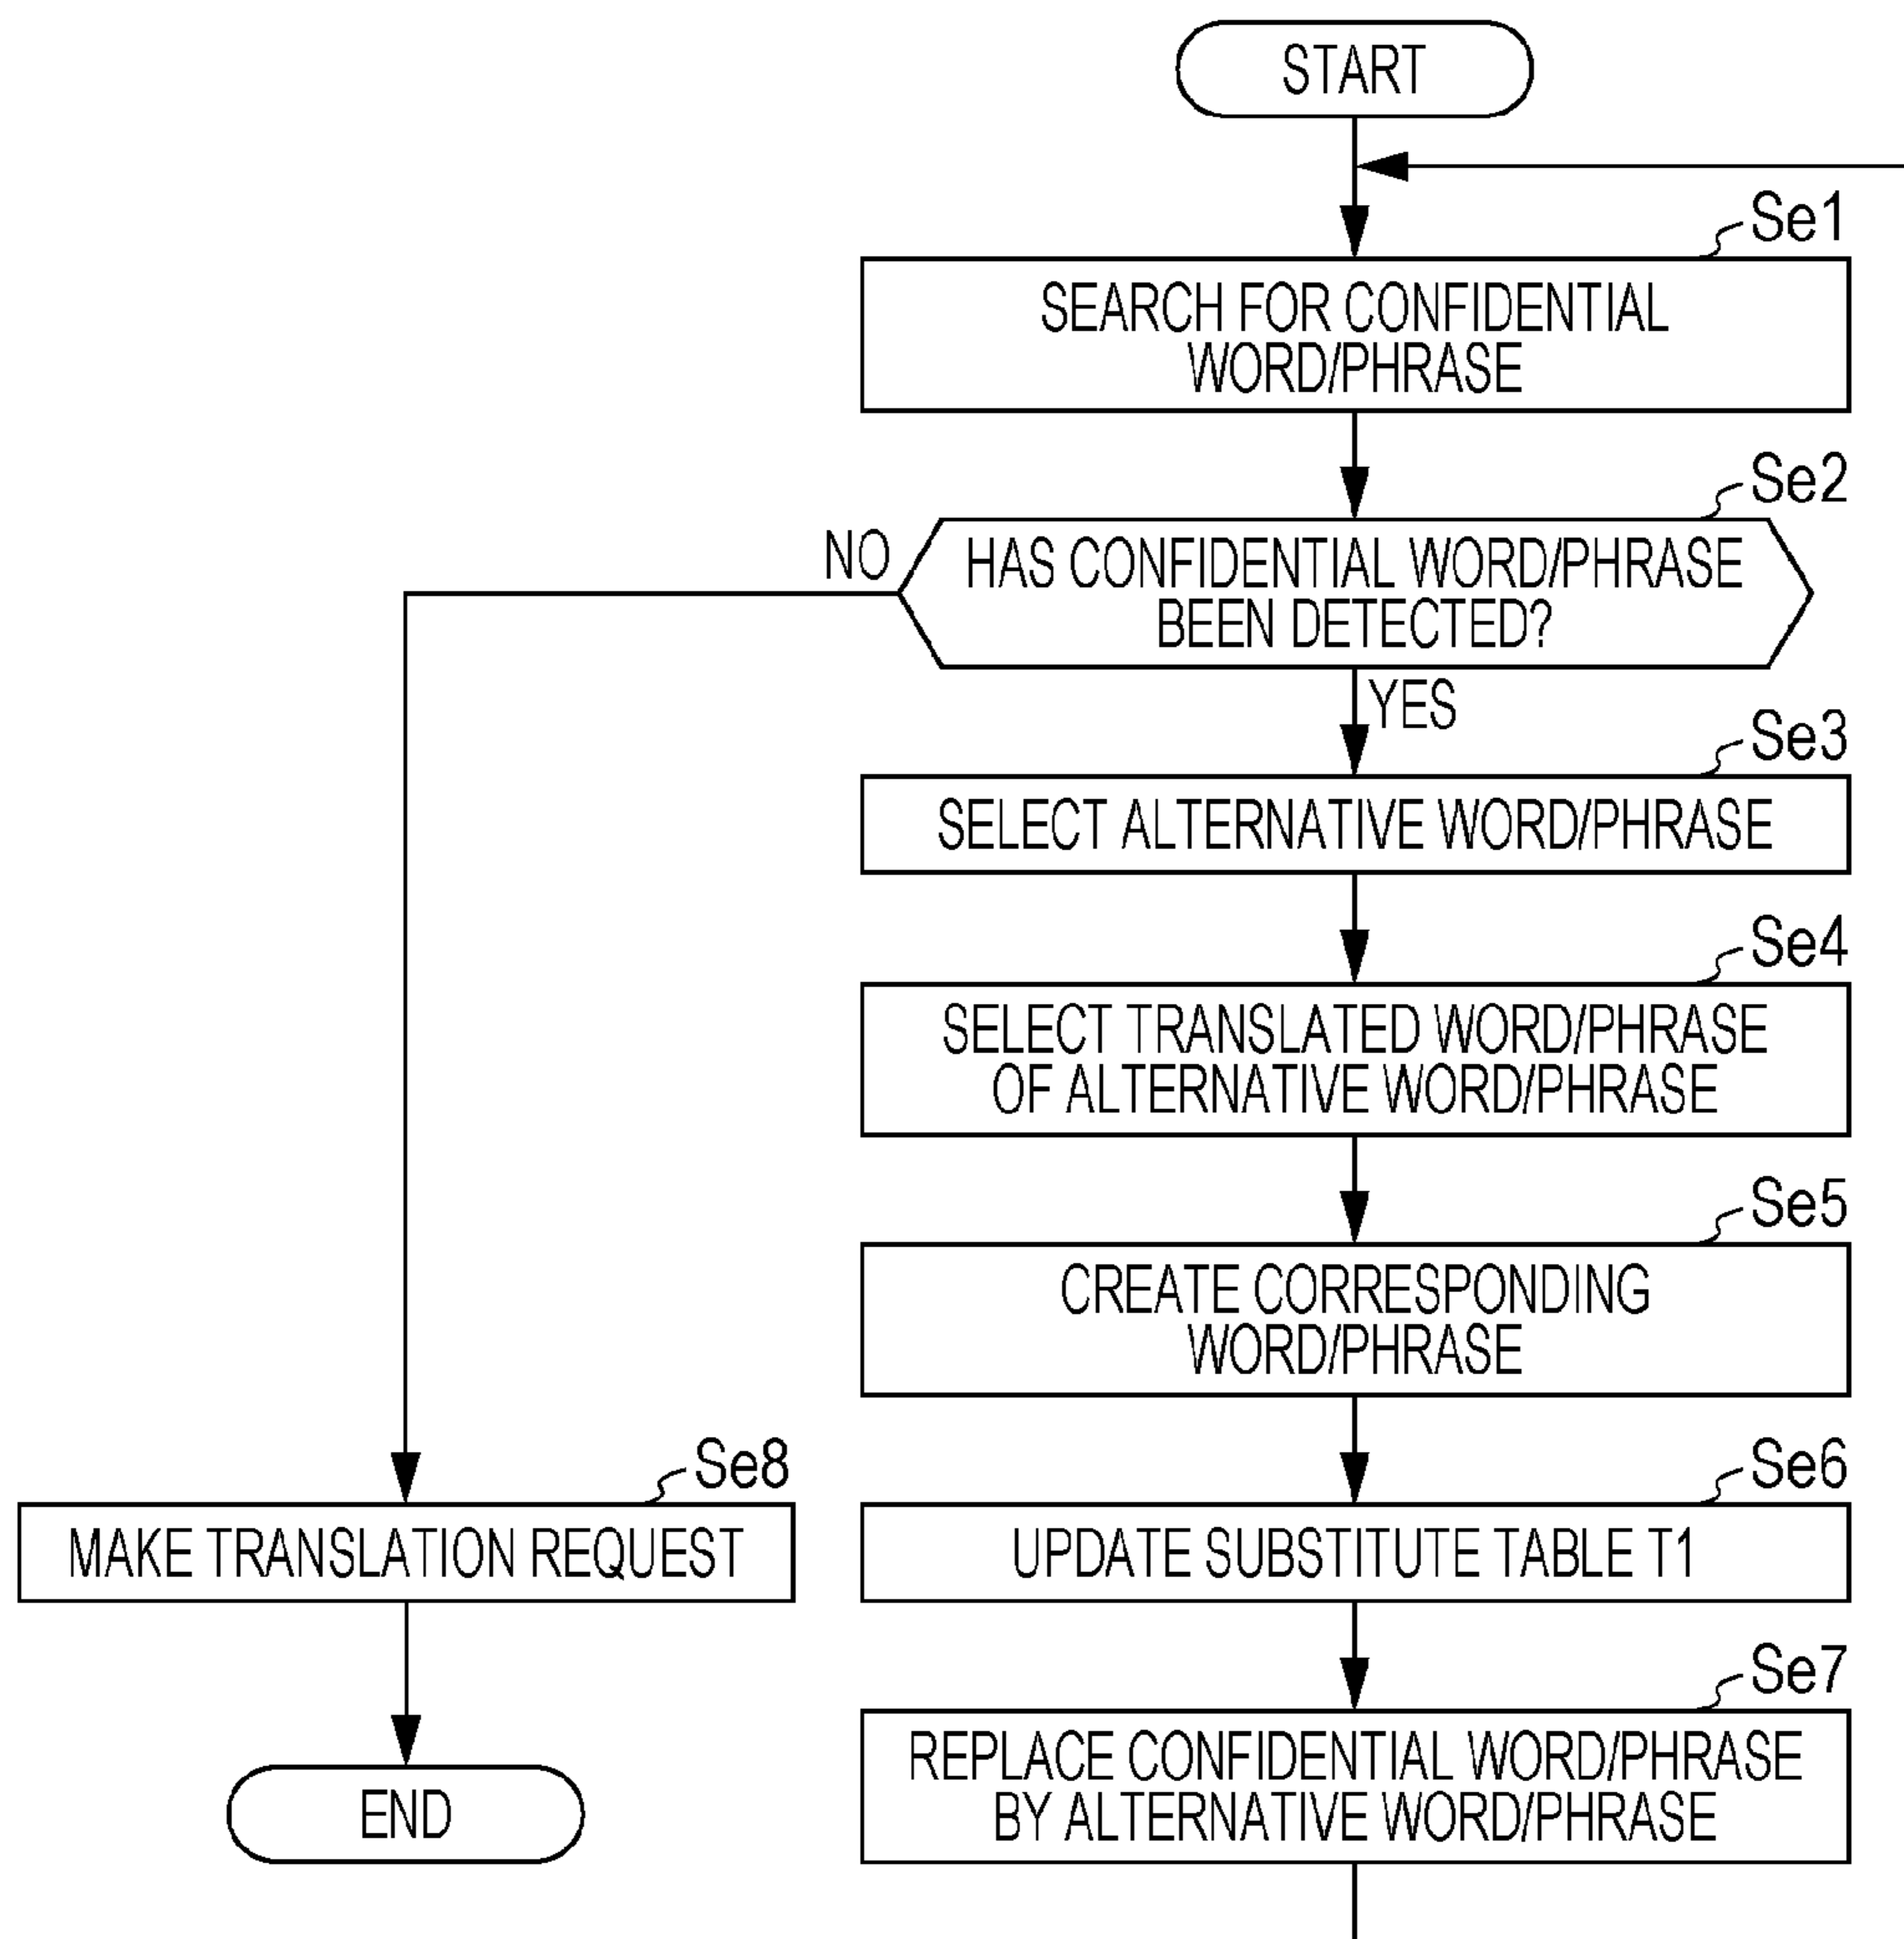 START
Se1
SEARCH FOR CONFIDENTIAL
WORD/PHRASE
Se2
NO
HAS CONFIDENTIAL WORD/PHRASE
BEEN DETECTED?
YES
Se3
SELECT ALTERNATIVE WORD/PHRASE
Se4
SELECT TRANSLATED WORD/PHRASE
OF ALTERNATIVE WORD/PHRASE
Se5
CREATE CORRESPONDING
WORD/PHRASE
Se8
MAKE TRANSLATION REQUEST
Se6
UPDATE SUBSTITUTE TABLE T1
Se7
REPLACE CONFIDENTIAL WORD/PHRASE
BY ALTERNATIVE WORD/PHRASE
END